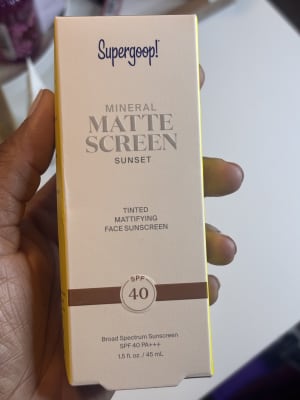 Supergoop!
MINERAL
MATTE
SCREEN
SUNSET
TINTED
MATTIFYING
FACE SUNSCREEN
SPF
40
Broad Spectrum Sunscreen
SPF 40 PA+++
1.5 fl. oz. / 45 mL